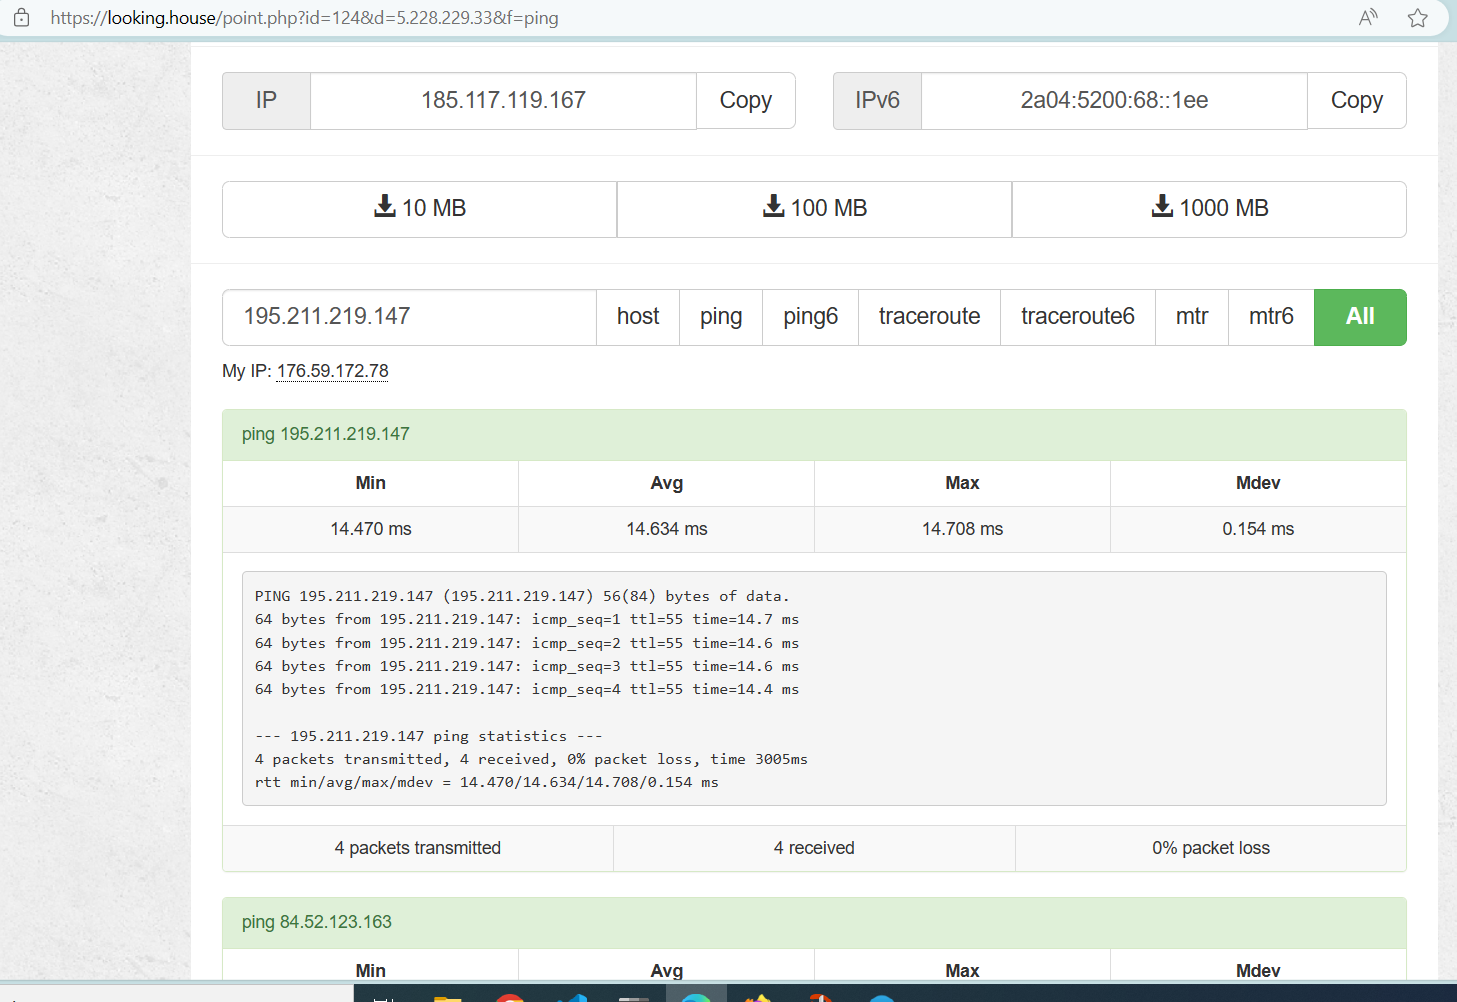 https://looking.house/point.php?id=124&d=5.228.229.33&f=ping
IP 185.117.119.167 Copy IPv6 2a04:5200:68::1ee Copy
10 MB 100 MB 1000 MB
195.211.219.147 host ping ping6 traceroute traceroute6 mtr mtr6 All
My IP: 176.59.172.78
ping 195.211.219.147
Min Avg Max Mdev
14.470 ms 14.634 ms 14.708 ms 0.154 ms
PING 195.211.219.147 (195.211.219.147) 56(84) bytes of data.
64 bytes from 195.211.219.147: icmp_seq=1 ttl=55 time=14.7 ms
64 bytes from 195.211.219.147: icmp_seq=2 ttl=55 time=14.6 ms
64 bytes from 195.211.219.147: icmp_seq=3 ttl=55 time=14.6 ms
64 bytes from 195.211.219.147: icmp_seq=4 ttl=55 time=14.4 ms
--- 195.211.219.147 ping statistics ---
4 packets transmitted, 4 received, 0% packet loss, time 3005ms
rtt min/avg/max/mdev = 14.470/14.634/14.708/0.154 ms
4 packets transmitted 4 received 0% packet loss
ping 84.52.123.163
Min Avg Max Mdev